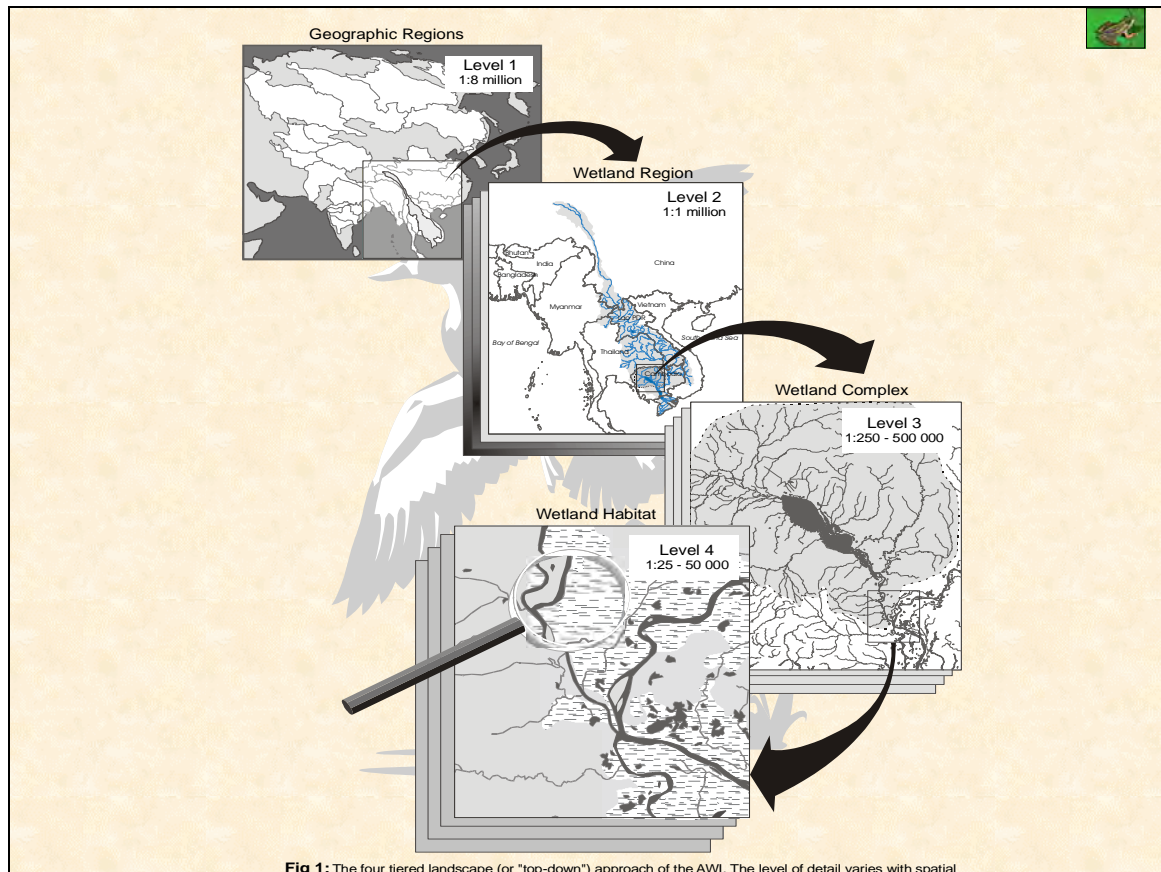 Geographic Regions
Level 1
1:8 million
Wetland Region
Level 2
1:1 million
Bhutan
India
China
Bangladesh
Myanmar
Vietnam
PDR
Bay of Bengal
Thailand
Sea
Wetland Complex
Level 3
1:250 - 500 000
Wetland Habitat
Level 4
1:25 - 50 000
Fig 1: The four tiered landscape (or "top-down") approach of the AWI. The level of detail varies with spatial